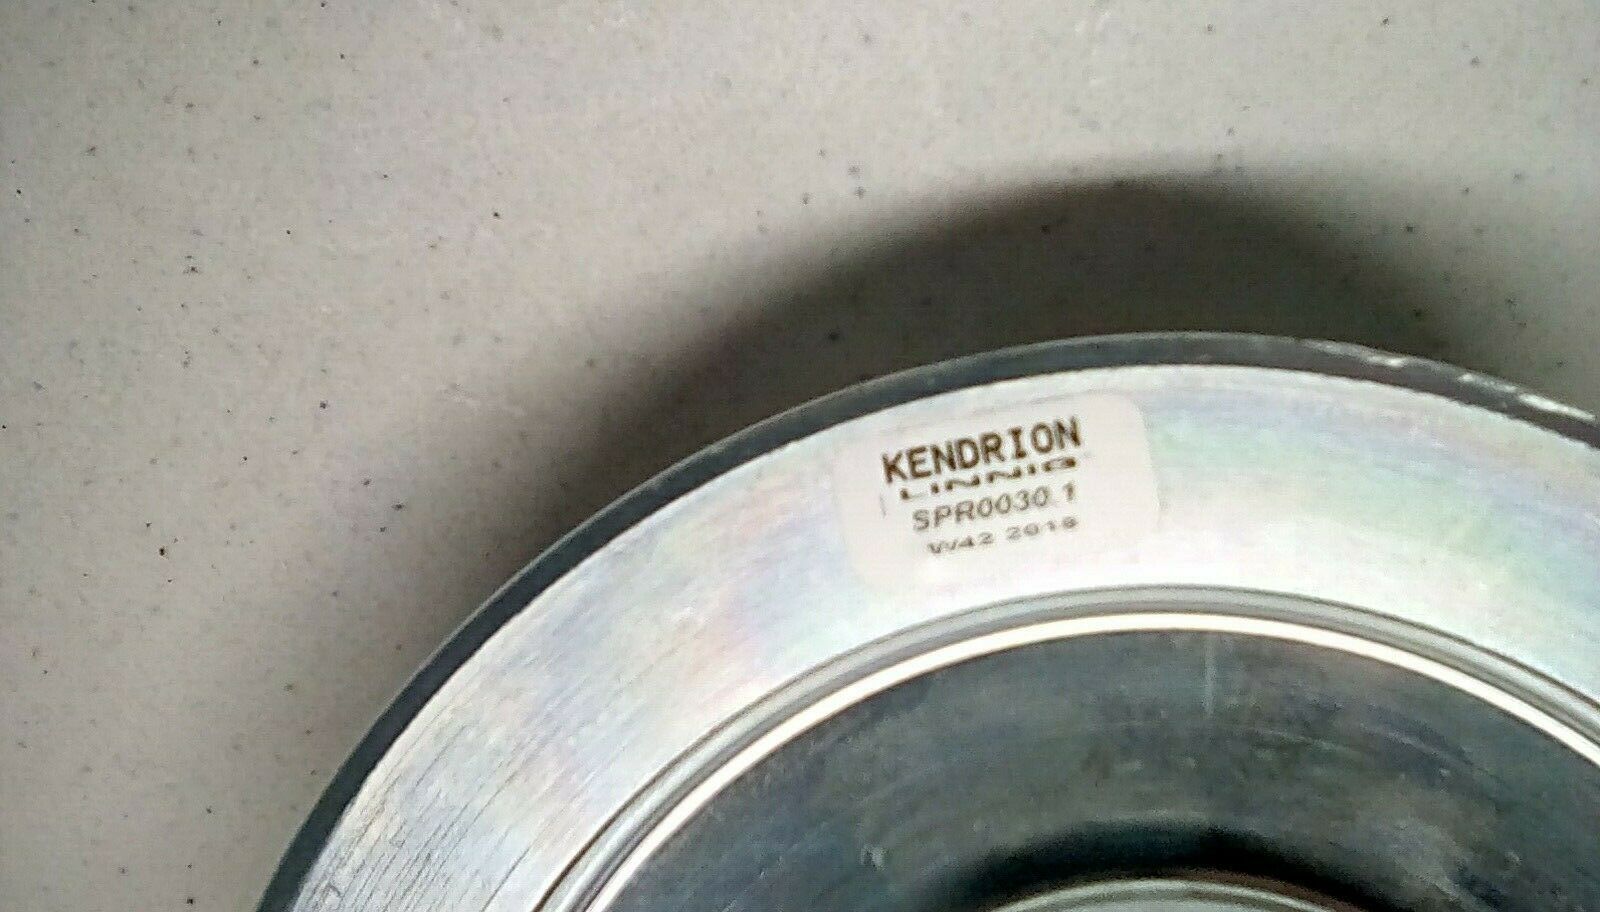 KENDRION
LINNIG
SPR0030.1
W42 2018